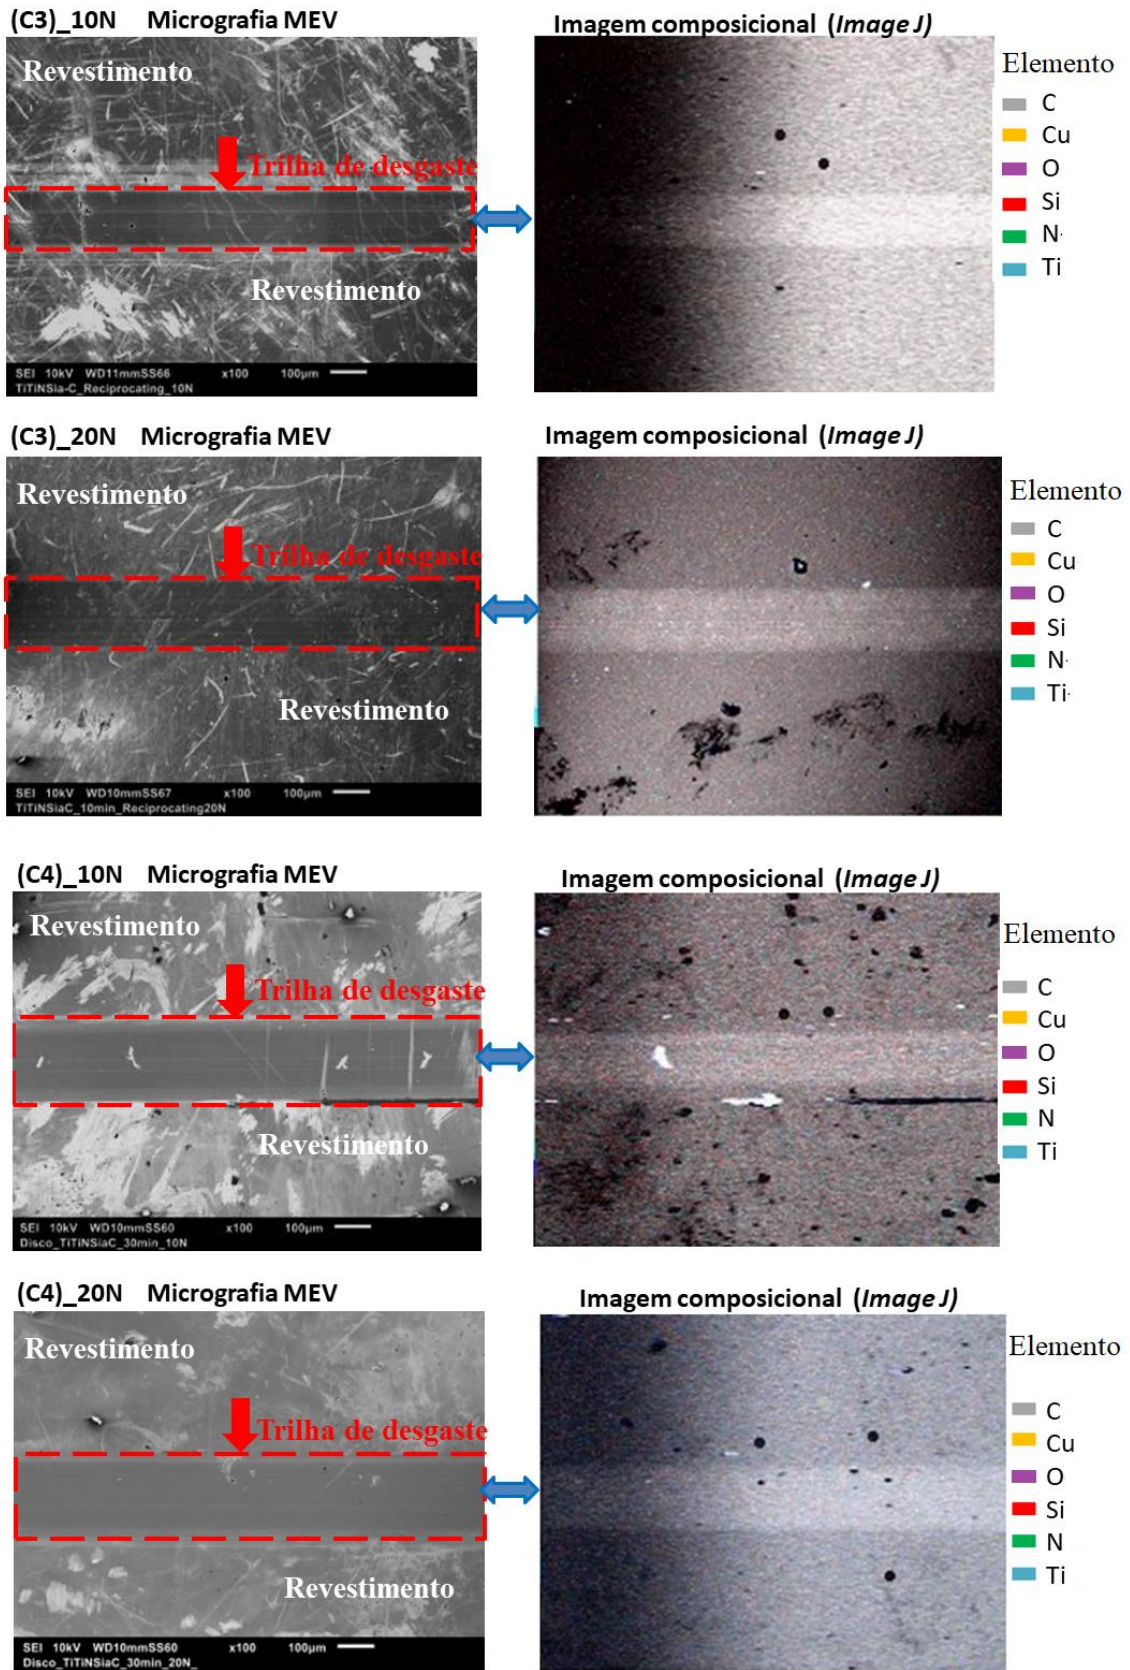 (C3)_10N Micrografia MEV
Imagem composicional (Image J)
Revestimento
Trilha de desgaste
Revestimento
SEI 10kV WD11mmSS66 x100 100µm
TiTiNSia-C_Reciprocating_10N
Elemento
C
Cu
O
Si
N
Ti
(C3)_20N Micrografia MEV
Imagem composicional (Image J)
Revestimento
Trilha de desgaste
Revestimento
SEI 10kV WD10mmSS67 x100 100µm
TiTiNSiaC_10min_Reciprocating20N
Elemento
C
Cu
O
Si
N
Ti
(C4)_10N Micrografia MEV
Imagem composicional (Image J)
Revestimento
Trilha de desgaste
Revestimento
SEI 10kV WD10mmSS60 x100 100µm
Disco_TiTiNSiaC_30min_10N
Elemento
C
Cu
O
Si
N
Ti
(C4)_20N Micrografia MEV
Imagem composicional (Image J)
Revestimento
Trilha de desgaste
Revestimento
SEI 10kV WD10mmSS60 x100 100µm
Disco_TiTiNSiaC_30min_20N_
Elemento
C
Cu
O
Si
N
Ti